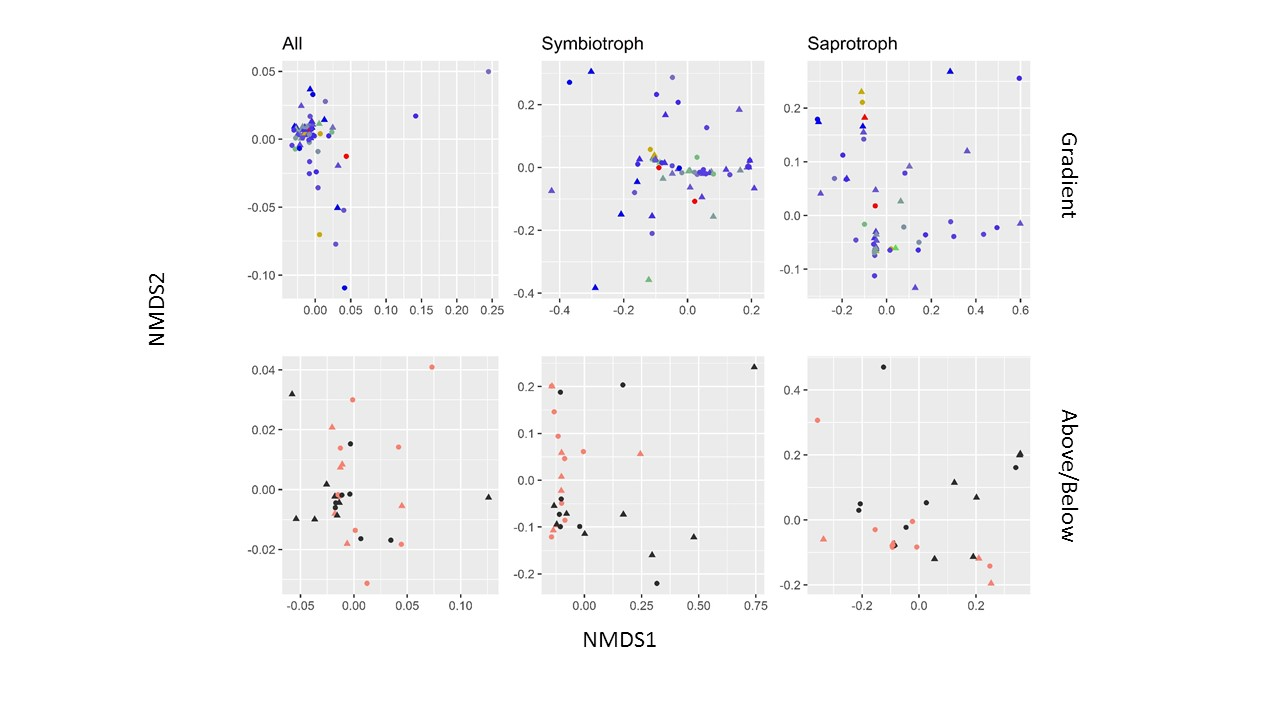 All Symbiotroph Saprotroph
0.05
0.00
-0.05
-0.10
0.00 0.05 0.10 0.15 0.20 0.25
0.2
0.0
-0.2
-0.4
-0.4 -0.2 0.0 0.2
0.2
0.1
0.0
-0.1
-0.2 0.0 0.2 0.4 0.6
Gradient
NMDS2
0.04
0.02
0.00
-0.02
-0.05 0.00 0.05 0.10
0.2
0.1
0.0
-0.1
-0.2
0.00 0.25 0.50 0.75
0.4
0.2
0.0
-0.2
-0.2 0.0 0.2
Above/Below
NMDS1